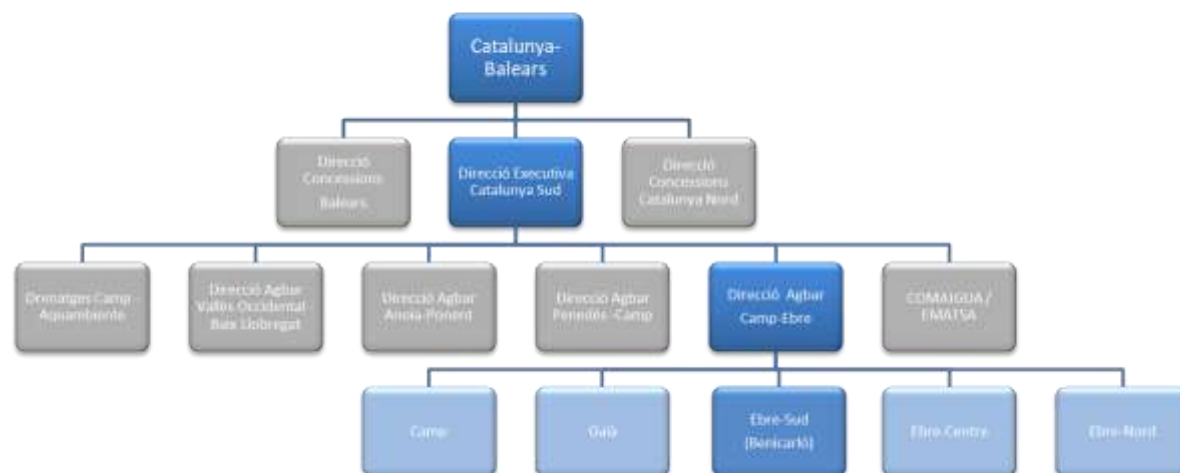 Catalunya-
Balears
Direcció
Concessions
Balears
Direcció Executiva
Catalunya Sud
Direcció
Concessions
Catalunya Nord
Drenatges Camp -
Aquambiente
Direcció Agbar
Vallès Occidental -
Baix Llobregat
Direcció Agbar
Anoia-Ponent
Direcció Agbar
Penedès -Camp
Direcció Agbar
Camp-Ebre
COMAIGUA /
EMATSA
Camp
Gaià
Ebre-Sud
(Benicarló)
Ebre-Centre
Ebre-Nord